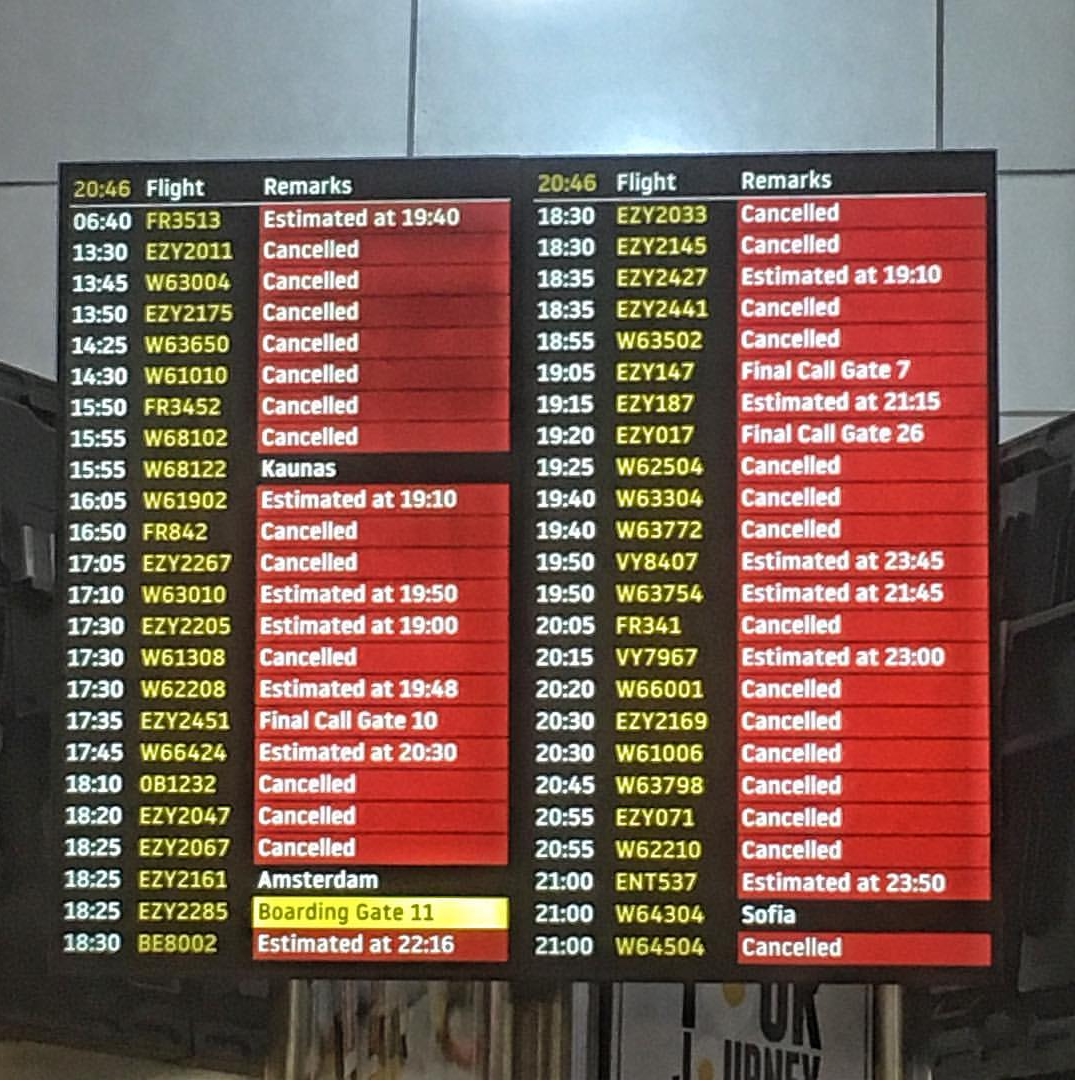 20:46 Flight Remarks
06:40 FR3513 Estimated at 19:40
13:30 EZY2011 Cancelled
13:45 W63004 Cancelled
13:50 EZY2175 Cancelled
14:25 W63650 Cancelled
14:30 W61010 Cancelled
15:50 FR3452 Cancelled
15:55 W68102 Cancelled
15:55 W68122 Kaunas
16:05 W61902 Estimated at 19:10
16:50 FR842 Cancelled
17:05 EZY2267 Cancelled
17:10 W63010 Estimated at 19:50
17:30 EZY2205 Estimated at 19:00
17:30 W61308 Cancelled
17:30 W62208 Estimated at 19:48
17:35 EZY2451 Final Call Gate 10
17:45 W66424 Estimated at 20:30
18:10 0B1232 Cancelled
18:20 EZY2047 Cancelled
18:25 EZY2067 Cancelled
18:25 EZY2161 Amsterdam
18:25 EZY2285 Boarding Gate 11
18:30 BE8002 Estimated at 22:16
20:46 Flight Remarks
18:30 EZY2033 Cancelled
18:30 EZY2145 Cancelled
18:35 EZY2427 Estimated at 19:10
18:35 EZY2441 Cancelled
18:55 W63502 Cancelled
19:05 EZY147 Final Call Gate 7
19:15 EZY187 Estimated at 21:15
19:20 EZY017 Final Call Gate 26
19:25 W62504 Cancelled
19:40 W63304 Cancelled
19:40 W63772 Cancelled
19:50 VY8407 Estimated at 23:45
19:50 W63754 Estimated at 21:45
20:05 FR341 Cancelled
20:15 VY7967 Estimated at 23:00
20:20 W66001 Cancelled
20:30 EZY2169 Cancelled
20:30 W61006 Cancelled
20:45 W63798 Cancelled
20:55 EZY071 Cancelled
20:55 W62210 Cancelled
21:00 ENT537 Estimated at 23:50
21:00 W64304 Sofia
21:00 W64504 Cancelled